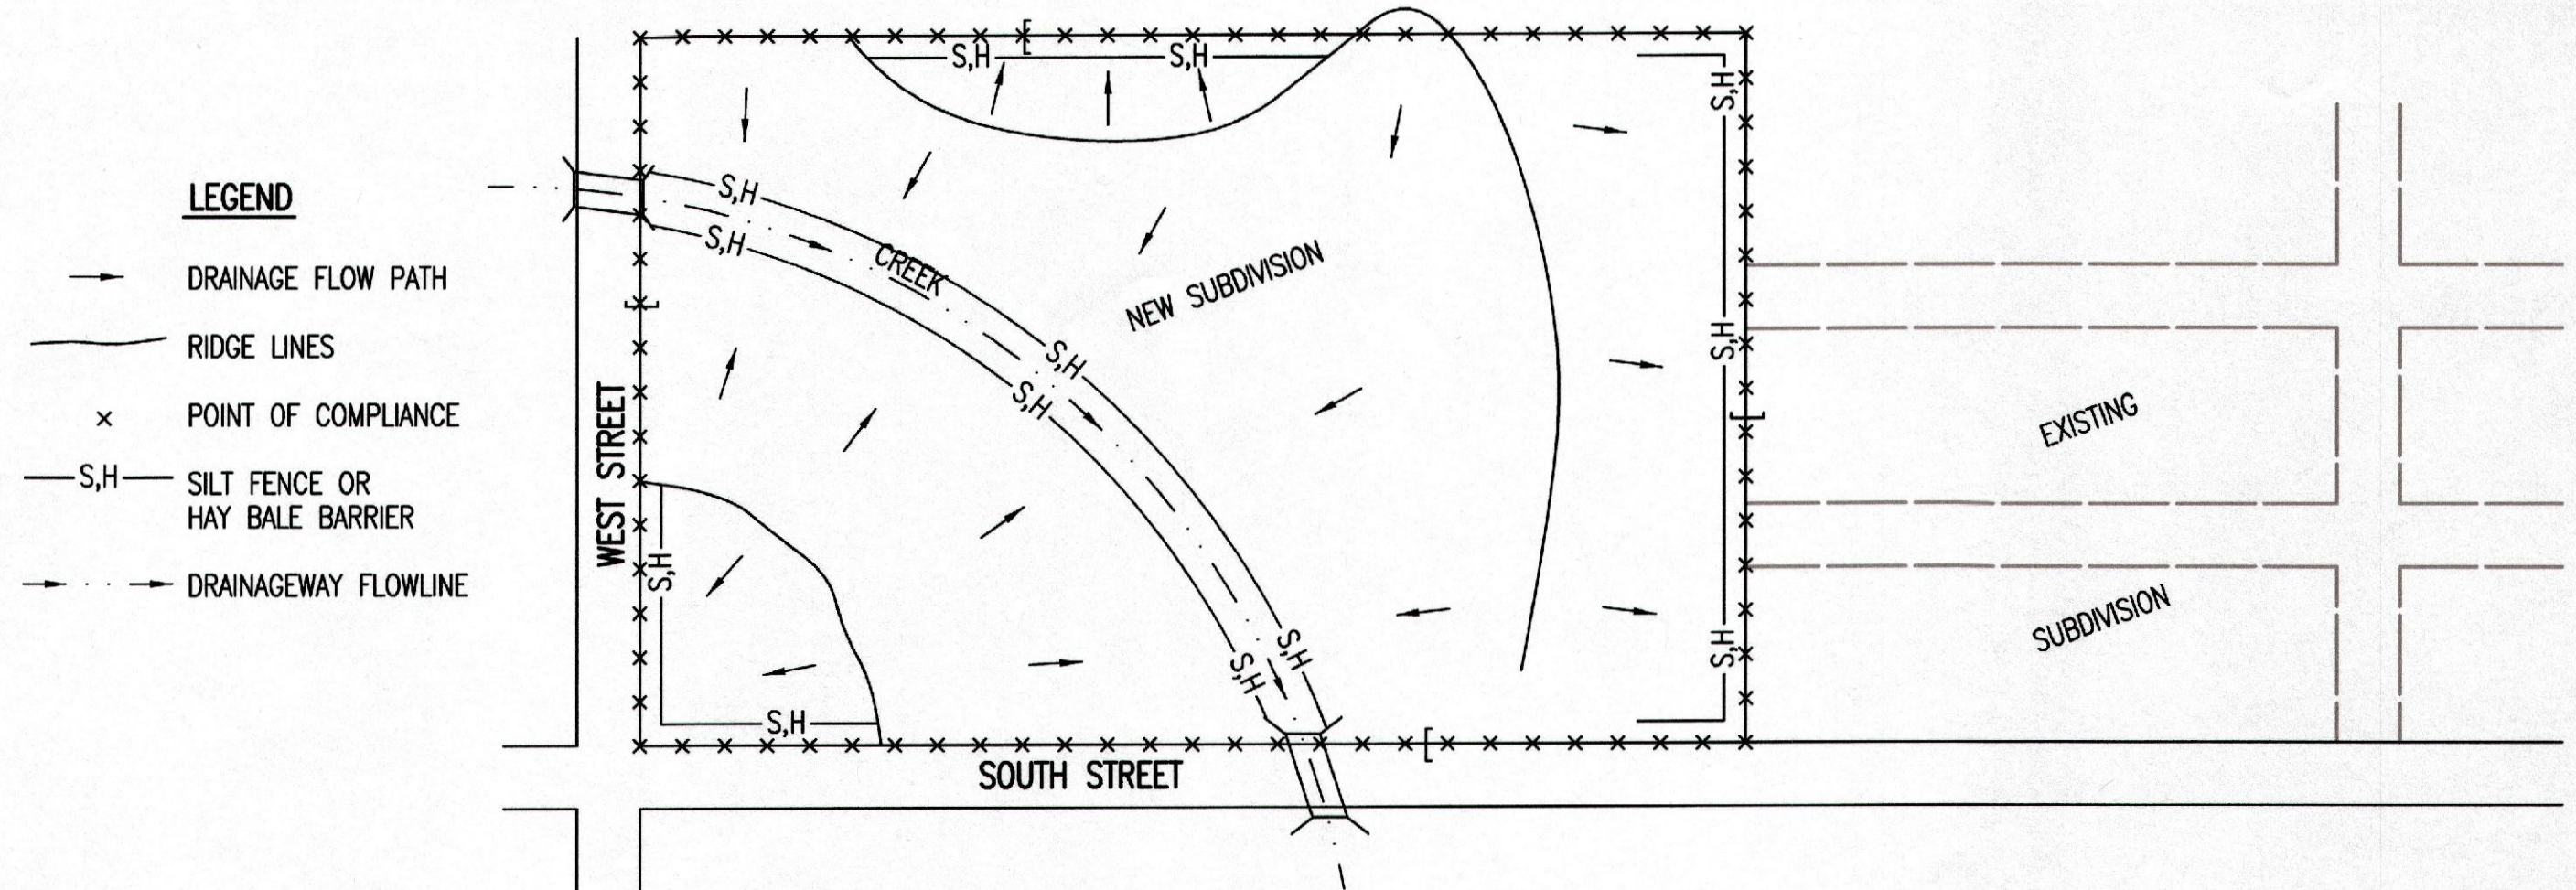 LEGEND
DRAINAGE FLOW PATH
RIDGE LINES
POINT OF COMPLIANCE
S,H
SILT FENCE OR
HAY BALE BARRIER
DRAINAGEWAY FLOWLINE
WEST STREET
SOUTH STREET
S,H
S,H
S,H
S,H
CREEK
NEW SUBDIVISION
S,H
S,H
S,H
S,H
S,H
S,H
S,H
S,H
S,H
EXISTING
SUBDIVISION